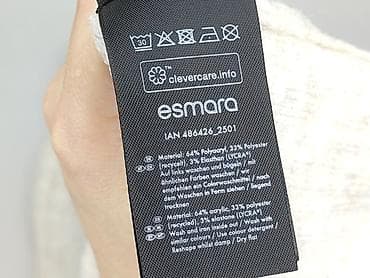 30
clevercare.info
TM
esmara
IAN 486426_2501
Material: 64% Polyacryl, 33% Polyester
(recycelt), 3% Elasthan (LYCRA®)
Auf links waschen und bügeln / mit
ähnlichen Farben waschen / wir
empfehlen ein Colorwaschmittel / nach
dem Waschen in Form ziehen / liegend
trocknen
Material: 64% acrylic, 33% polyester
(recycled), 3% elastane (LYCRA®)
Wash and iron inside out / Wash with
similar colours / Use colour detergent /
Reshape whilst damp / Dry flat